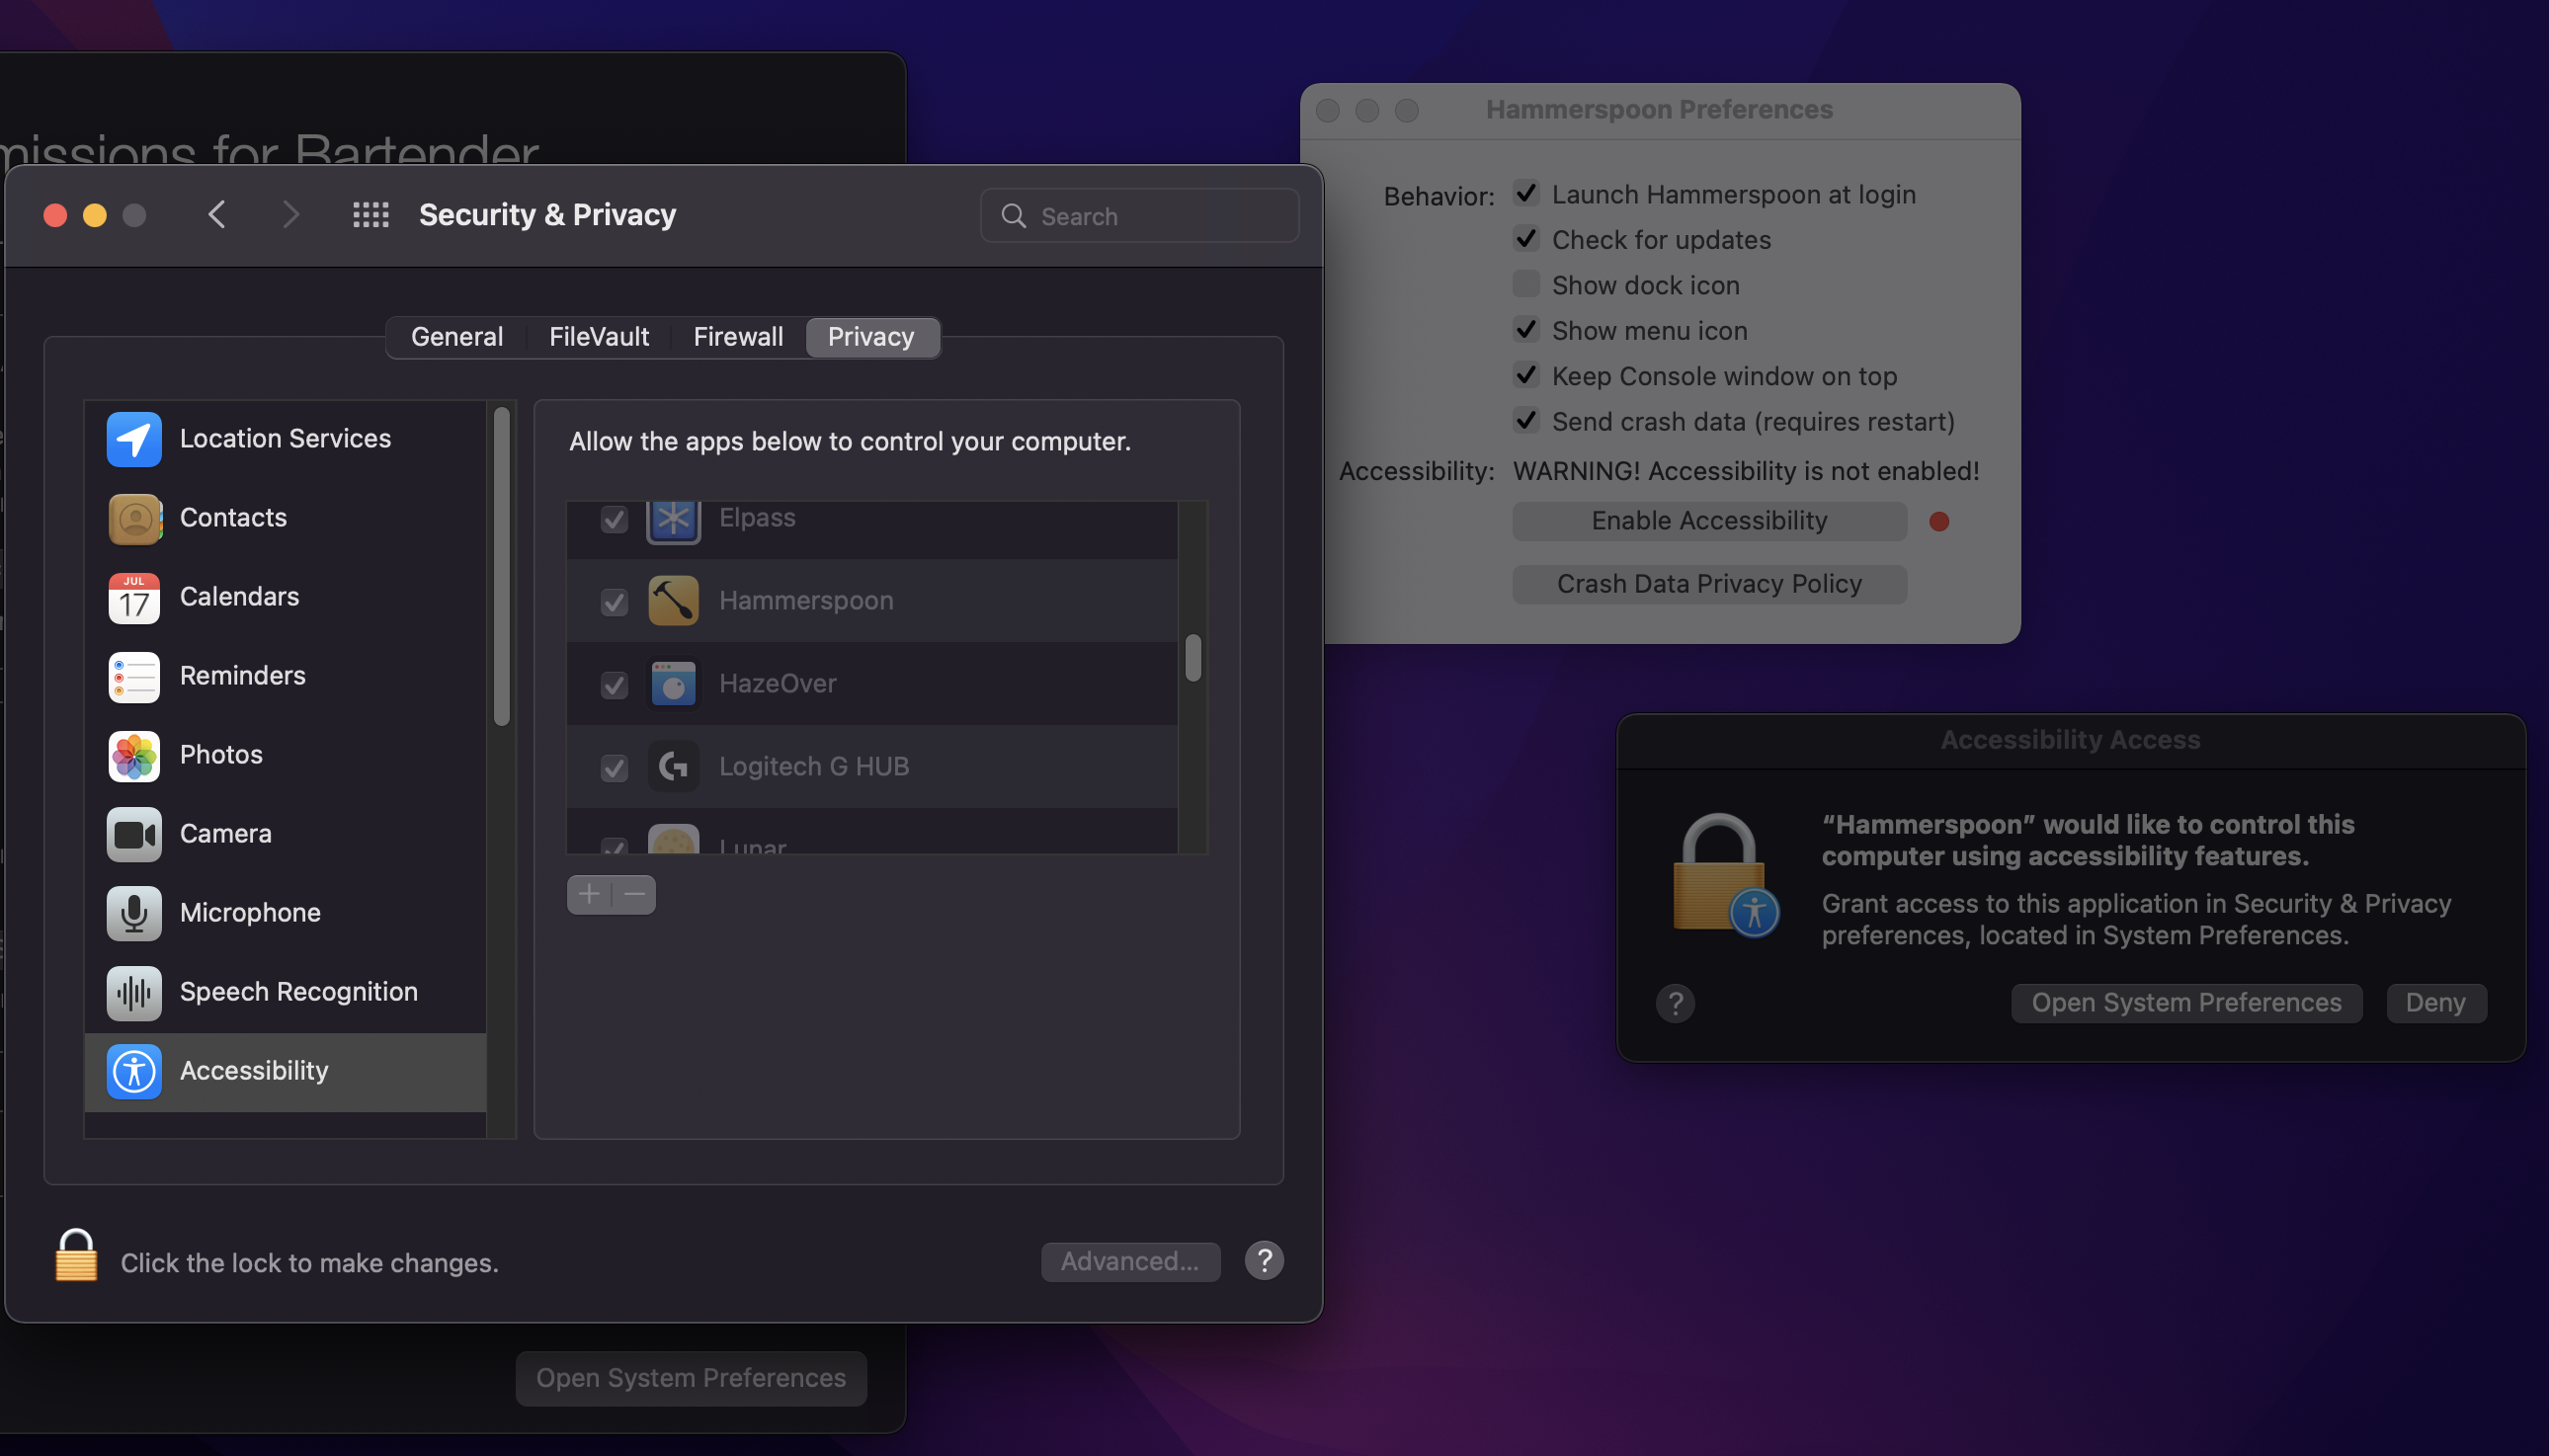 missions for Bartender
Security & Privacy
Search
General
FileVault
Firewall
Privacy
Location Services
Contacts
JUL
17
Calendars
Reminders
Photos
Camera
Microphone
Speech Recognition
Accessibility
Allow the apps below to control your computer.
Elpass
Hammerspoon
HazeOver
Logitech G HUB
Lunar
Click the lock to make changes.
Advanced...
?
Open System Preferences
Hammerspoon Preferences
Behavior:
Launch Hammerspoon at login
Check for updates
Show dock icon
Show menu icon
Keep Console window on top
Send crash data (requires restart)
Accessibility: WARNING! Accessibility is not enabled!
Enable Accessibility
Crash Data Privacy Policy
Accessibility Access
“Hammerspoon” would like to control this
computer using accessibility features.
Grant access to this application in Security & Privacy
preferences, located in System Preferences.
?
Open System Preferences
Deny